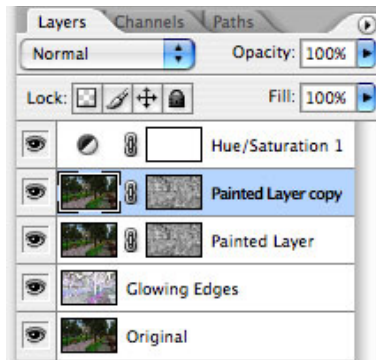 Layers Channels Paths
Normal Opacity: 100%
Lock: Fill: 100%
Hue/Saturation 1
Painted Layer copy
Painted Layer
Glowing Edges
Original